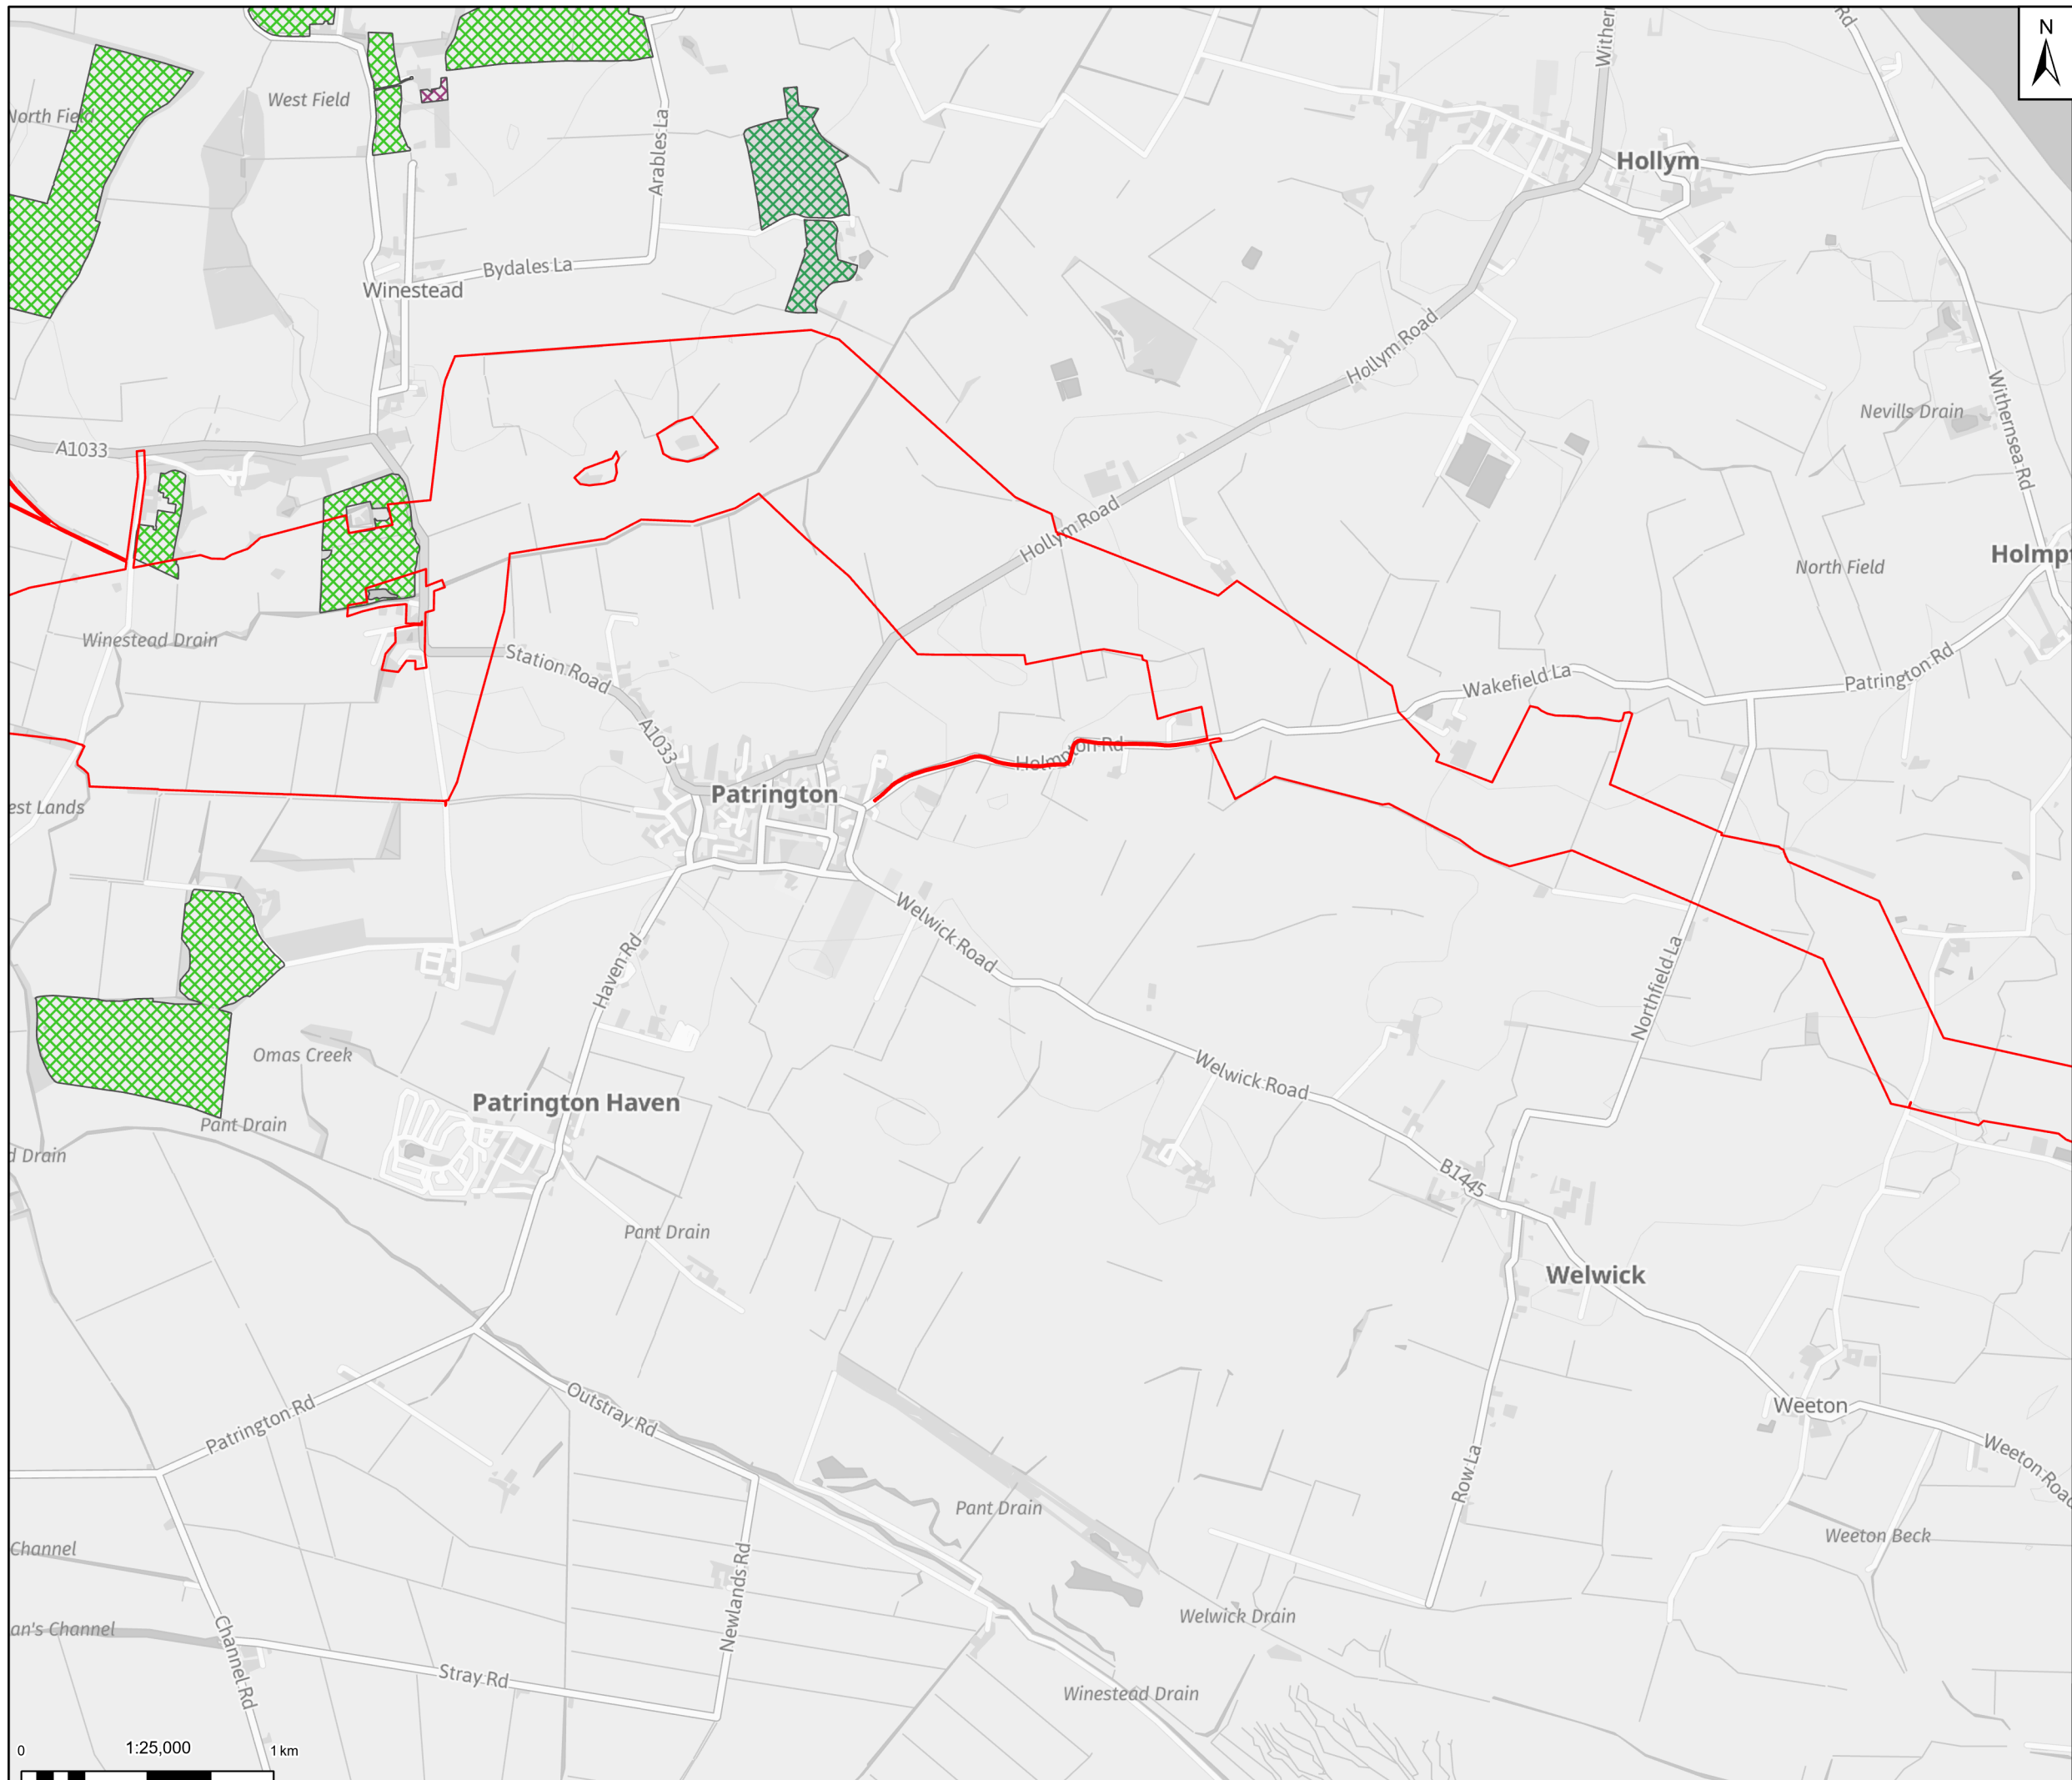 Rd
N
Withern
West Field
North Field
Arables La
Hollym
Bydales La
Winestead
Hollym Road
Withernsea Rd
Nevills Drain
A1033
Hollym Road
Holmpt
North Field
Winestead Drain
Station Road
Patrington Rd
Wakefield La
A1033
Holmpton Rd
Patrington
est Lands
Welwick Road
Haven Rd
Northfield La
Omas Creek
Welwick Road
Patrington Haven
Pant Drain
d Drain
B1445
Pant Drain
Welwick
Outstray Rd
Weeton
Patrington Rd
Weeton Road
Row La
Pant Drain
Weeton Beck
Channel
Newlands Rd
Welwick Drain
an's Channel
Channel Rd
Stray Rd
Winestead Drain
0 1:25,000 1 km